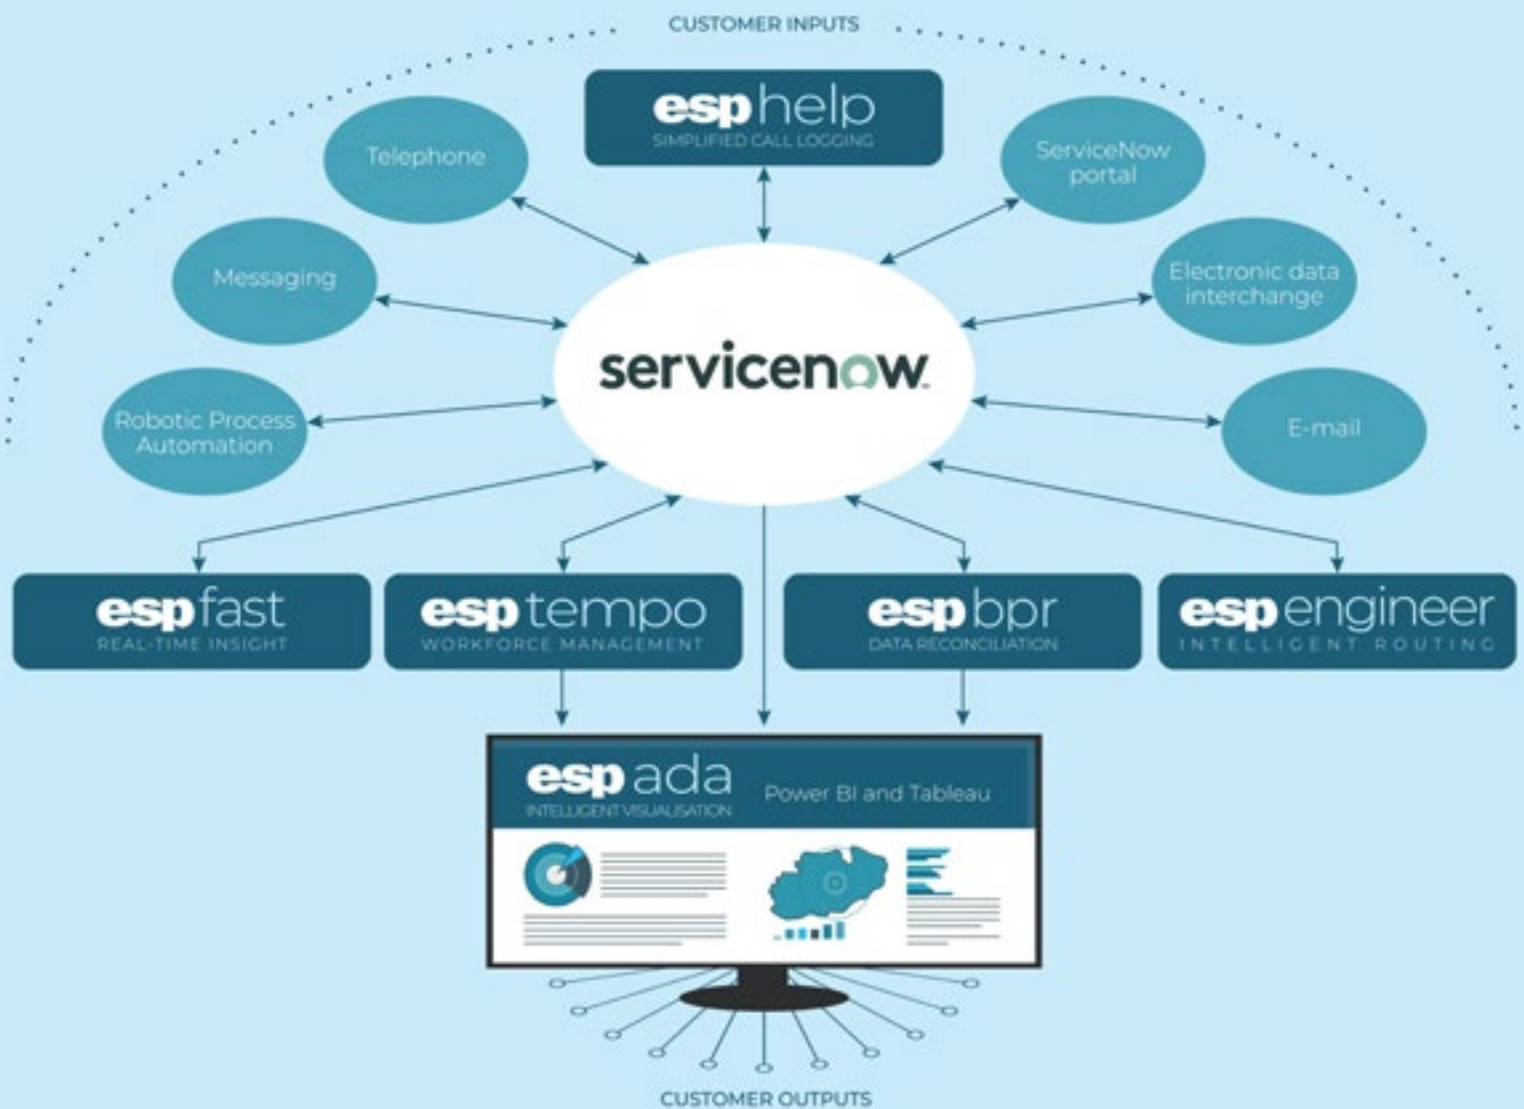 CUSTOMER INPUTS
esp help
SIMPLIFIED CALL LOGGING
Telephone
ServiceNow
portal
Messaging
Electronic data
interchange
servicenow
Robotic Process
Automation
E-mail
esp fast
REAL-TIME INSIGHT
esp tempo
WORKFORCE MANAGEMENT
esp bpr
DATA RECONCILIATION
esp engineer
INTELLIGENT ROUTING
esp ada
INTELLIGENT VISUALISATION
Power BI and Tableau
CUSTOMER OUTPUTS